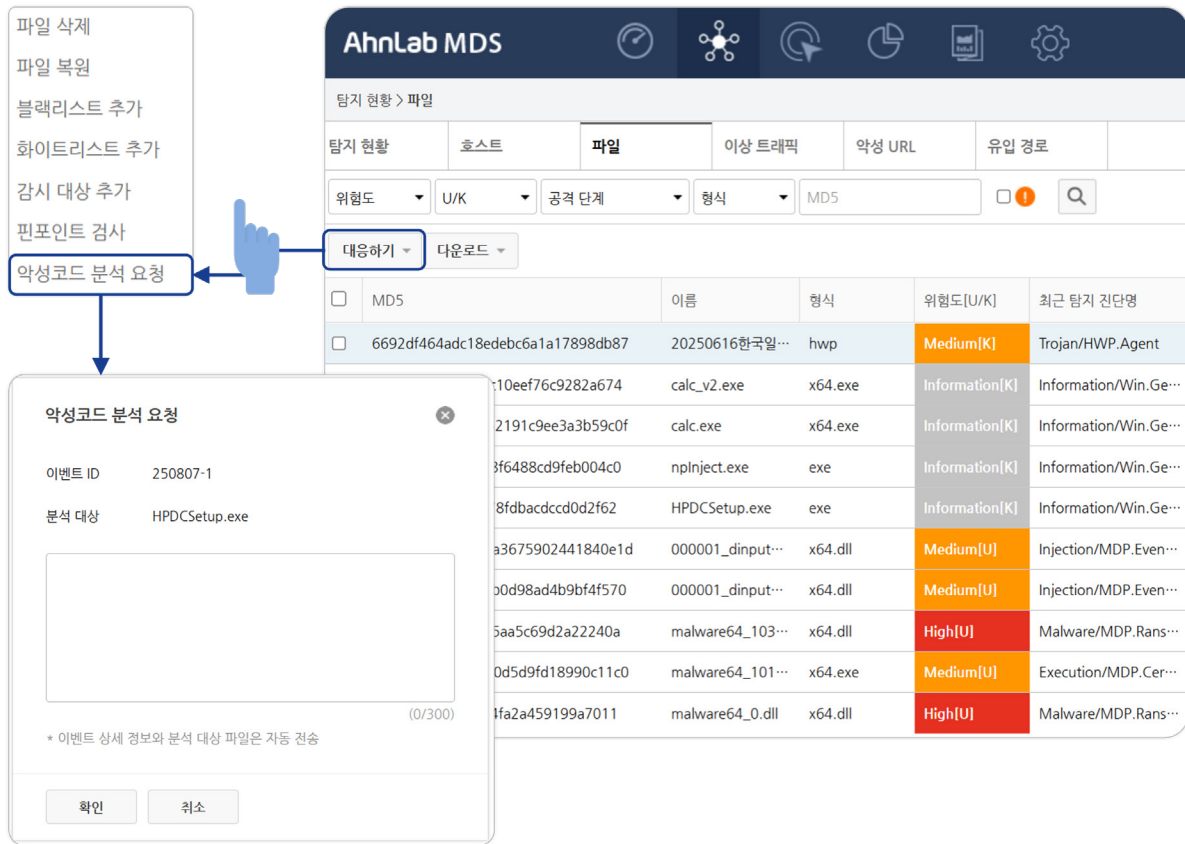 파일 삭제
파일 복원
블랙리스트 추가
화이트리스트 추가
감시 대상 추가
핀포인트 검사
악성코드 분석 요청
AhnLab MDS
탐지 현황 > 파일
탐지 현황 호스트 파일 이상 트래픽 악성 URL 유입 경로
위험도 U/K 공격 단계 형식 MD5
대응하기 다운로드
MD5 이름 형식 위험도[U/K] 최근 탐지 진단명
6692df464adc18edebc6a1a17898db87 20250616한국일… hwp Medium[K] Trojan/HWP.Agent
10eef76c9282a674 calc_v2.exe x64.exe Information[K] Information/Win.Ge…
2191c9ee3a3b59c0f calc.exe x64.exe Information[K] Information/Win.Ge…
f6488cd9feb004c0 npInject.exe exe Information[K] Information/Win.Ge…
8fdbacdccd0d2f62 HPDCSetup.exe exe Information[K] Information/Win.Ge…
a3675902441840e1d 000001_dinput… x64.dll Medium[U] Injection/MDP.Even…
0d98ad4b9bf4f570 000001_dinput… x64.dll Medium[U] Injection/MDP.Even…
5aa5c69d2a22240a malware64_103… x64.dll High[U] Malware/MDP.Rans…
0d5d9fd18990c11c0 malware64_101… x64.exe Medium[U] Execution/MDP.Cer…
4fa2a459199a7011 malware64_0.dll x64.dll High[U] Malware/MDP.Rans…
악성코드 분석 요청
이벤트 ID 250807-1
분석 대상 HPDCSetup.exe
(0/300)
* 이벤트 상세 정보와 분석 대상 파일은 자동 전송
확인 취소